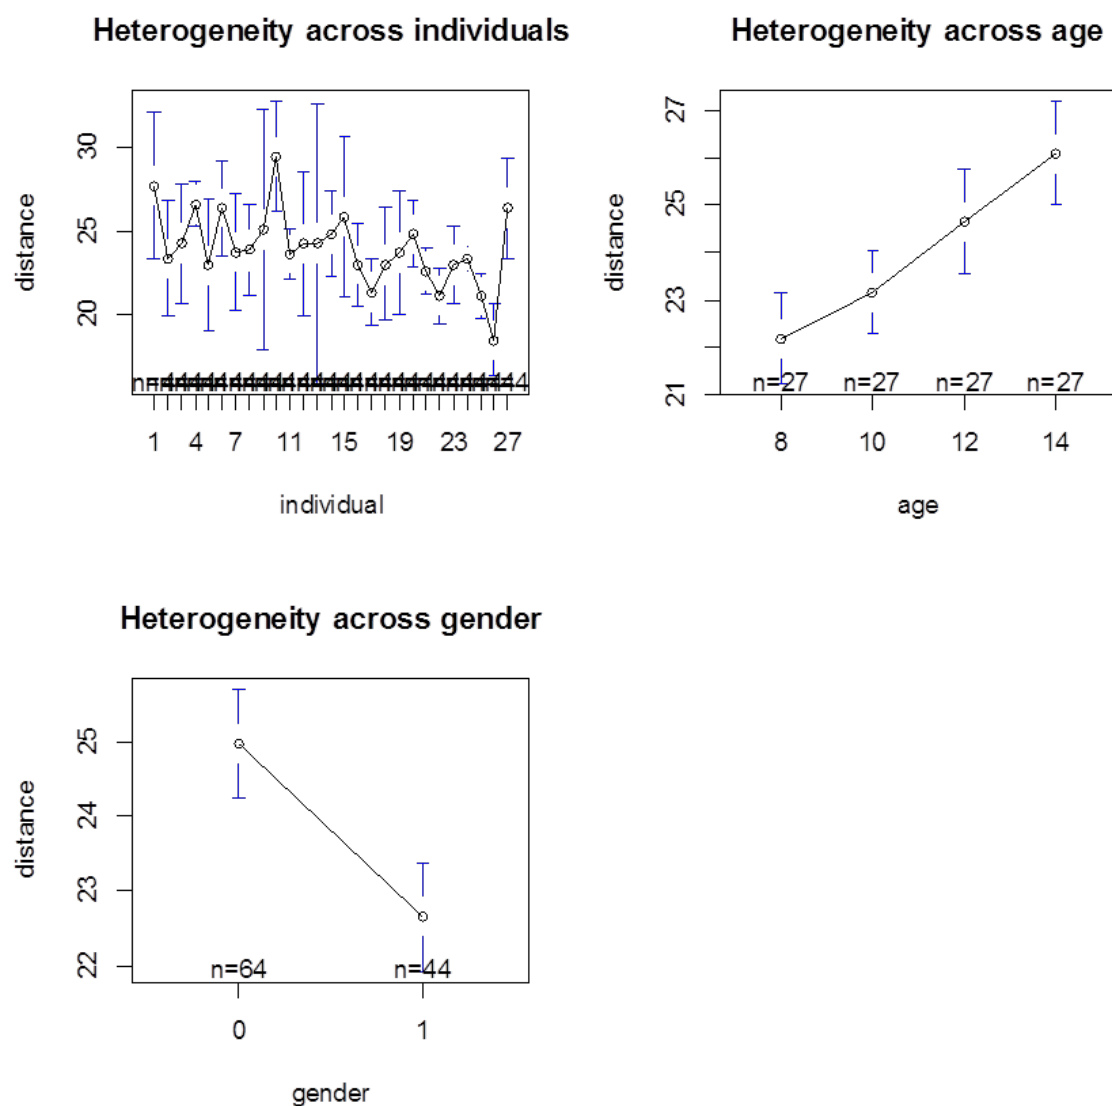 Heterogeneity across individuals
distance
30
25
20
1 4 7 11 15 19 23 27
individual
Heterogeneity across age
distance
27
25
23
21
n=27 n=27 n=27 n=27
8 10 12 14
age
Heterogeneity across gender
distance
25
24
23
22
n=64 n=44
0 1
gender